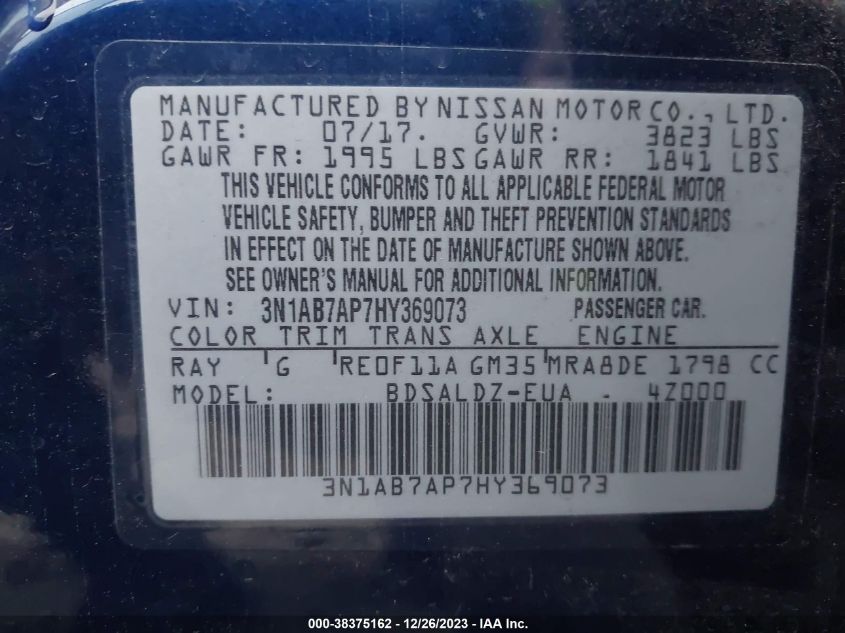 MANUFACTURED BY NISSAN MOTOR CO., LTD.
DATE: 07/17. GVWR: 3823 LBS
GAWR FR: 1995 LBS GAWR RR: 1841 LBS
THIS VEHICLE CONFORMS TO ALL APPLICABLE FEDERAL MOTOR
VEHICLE SAFETY, BUMPER AND THEFT PREVENTION STANDARDS
IN EFFECT ON THE DATE OF MANUFACTURE SHOWN ABOVE.
SEE OWNER'S MANUAL FOR ADDITIONAL INFORMATION.
VIN: 3N1AB7AP7HY369073 PASSENGER CAR.
COLOR TRIM TRANS AXLE ENGINE
RAY G RE0F11A GM35 MRA8DE 1798 CC
MODEL: BDSALDZ-EUA - 4Z000
3N1AB7AP7HY369073
000-38375162 - 12/26/2023 - IAA Inc.